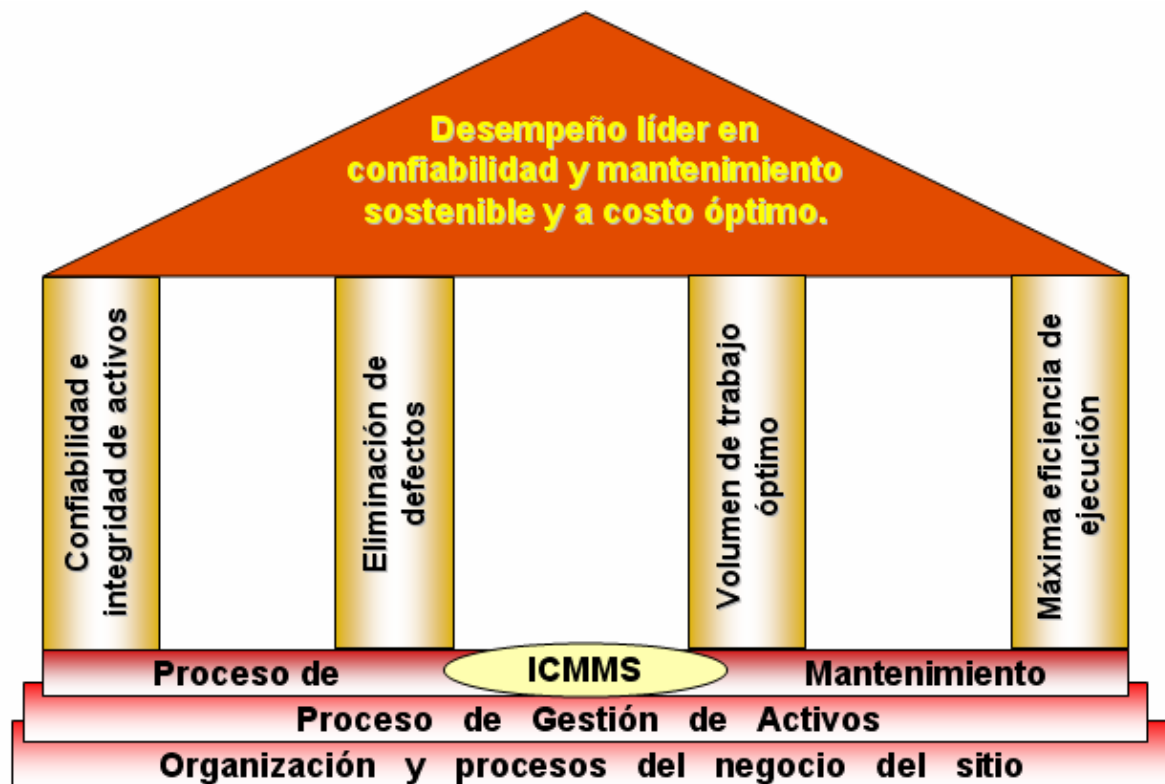 Desempeño líder en
confiabilidad y mantenimiento
sostenible y a costo óptimo.
Confiabilidad e
integridad de activos
Eliminación de
defectos
Volumen de trabajo
óptimo
Máxima eficiencia de
ejecución
Proceso de ICMMS Mantenimiento
Proceso de Gestión de Activos
Organización y procesos del negocio del sitio